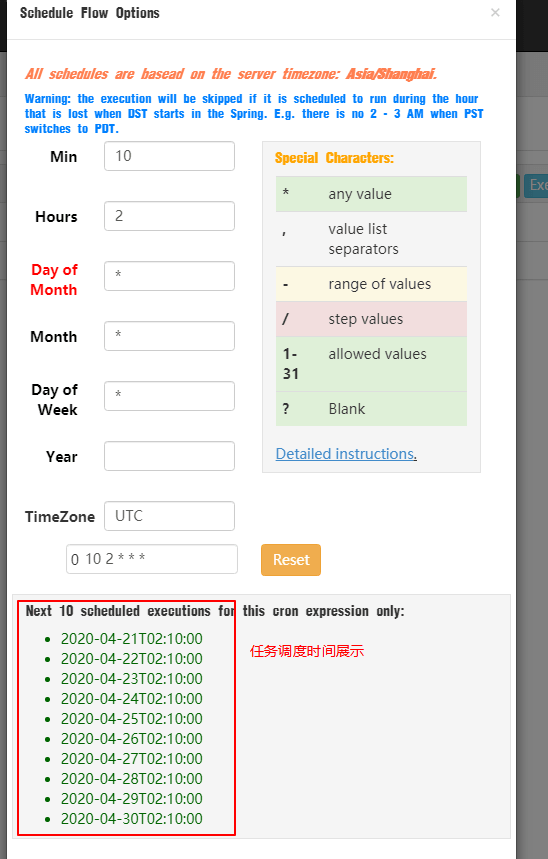 Schedule Flow Options
×
All schedules are basead on the server timezone: Asia/Shanghai.
Warning: the execution will be skipped if it is scheduled to run during the hour
that is lost when DST starts in the Spring. E.g. there is no 2 - 3 AM when PST
switches to PDT.
Min 10
Hours 2
Day of
Month *
Month *
Day of
Week *
Year
TimeZone UTC
0 10 2 * * *
Reset
Special Characters:
* any value
, value list
separators
- range of values
/ step values
1- allowed values
31
? Blank
Detailed instructions.
Exe
Next 10 scheduled executions for this cron expression only:
2020-04-21T02:10:00
2020-04-22T02:10:00
2020-04-23T02:10:00
2020-04-24T02:10:00
2020-04-25T02:10:00
2020-04-26T02:10:00
2020-04-27T02:10:00
2020-04-28T02:10:00
2020-04-29T02:10:00
2020-04-30T02:10:00
任务调度时间展示